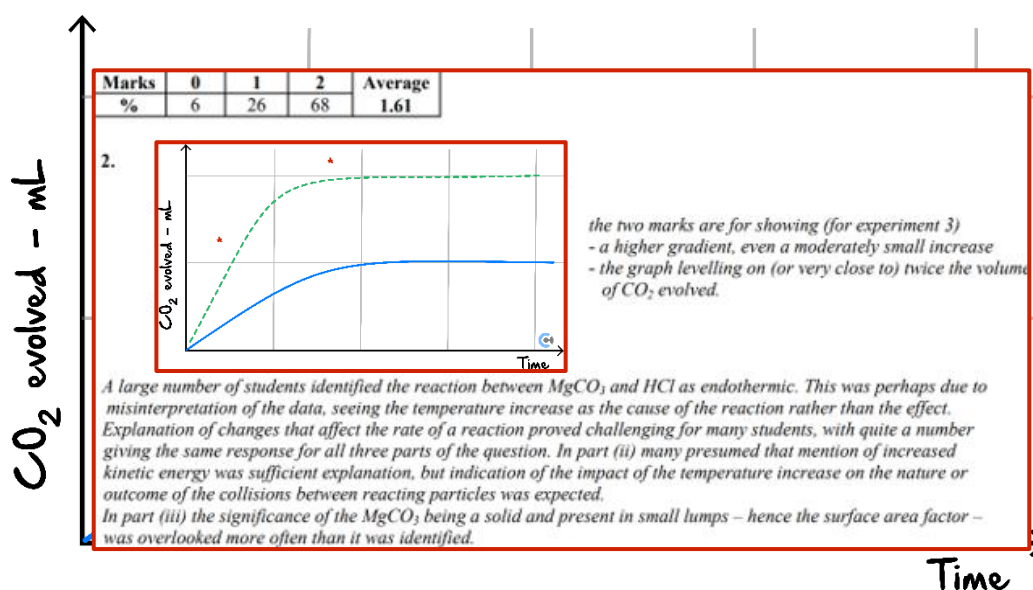 CO₂ evolved - mL
Marks 0 1 2 Average
% 6 26 68 1.61
2.
*
*
CO₂ evolved - mL
Time
the two marks are for showing (for experiment 3)
- a higher gradient, even a moderately small increase
- the graph levelling on (or very close to) twice the volume
of CO₂ evolved.
A large number of students identified the reaction between MgCO₃ and HCl as endothermic. This was perhaps due to
misinterpretation of the data, seeing the temperature increase as the cause of the reaction rather than the effect.
Explanation of changes that affect the rate of a reaction proved challenging for many students, with quite a number
giving the same response for all three parts of the question. In part (ii) many presumed that mention of increased
kinetic energy was sufficient explanation, but indication of the impact of the temperature increase on the nature or
outcome of the collisions between reacting particles was expected.
In part (iii) the significance of the MgCO₃ being a solid and present in small lumps – hence the surface area factor –
was overlooked more often than it was identified.
Time